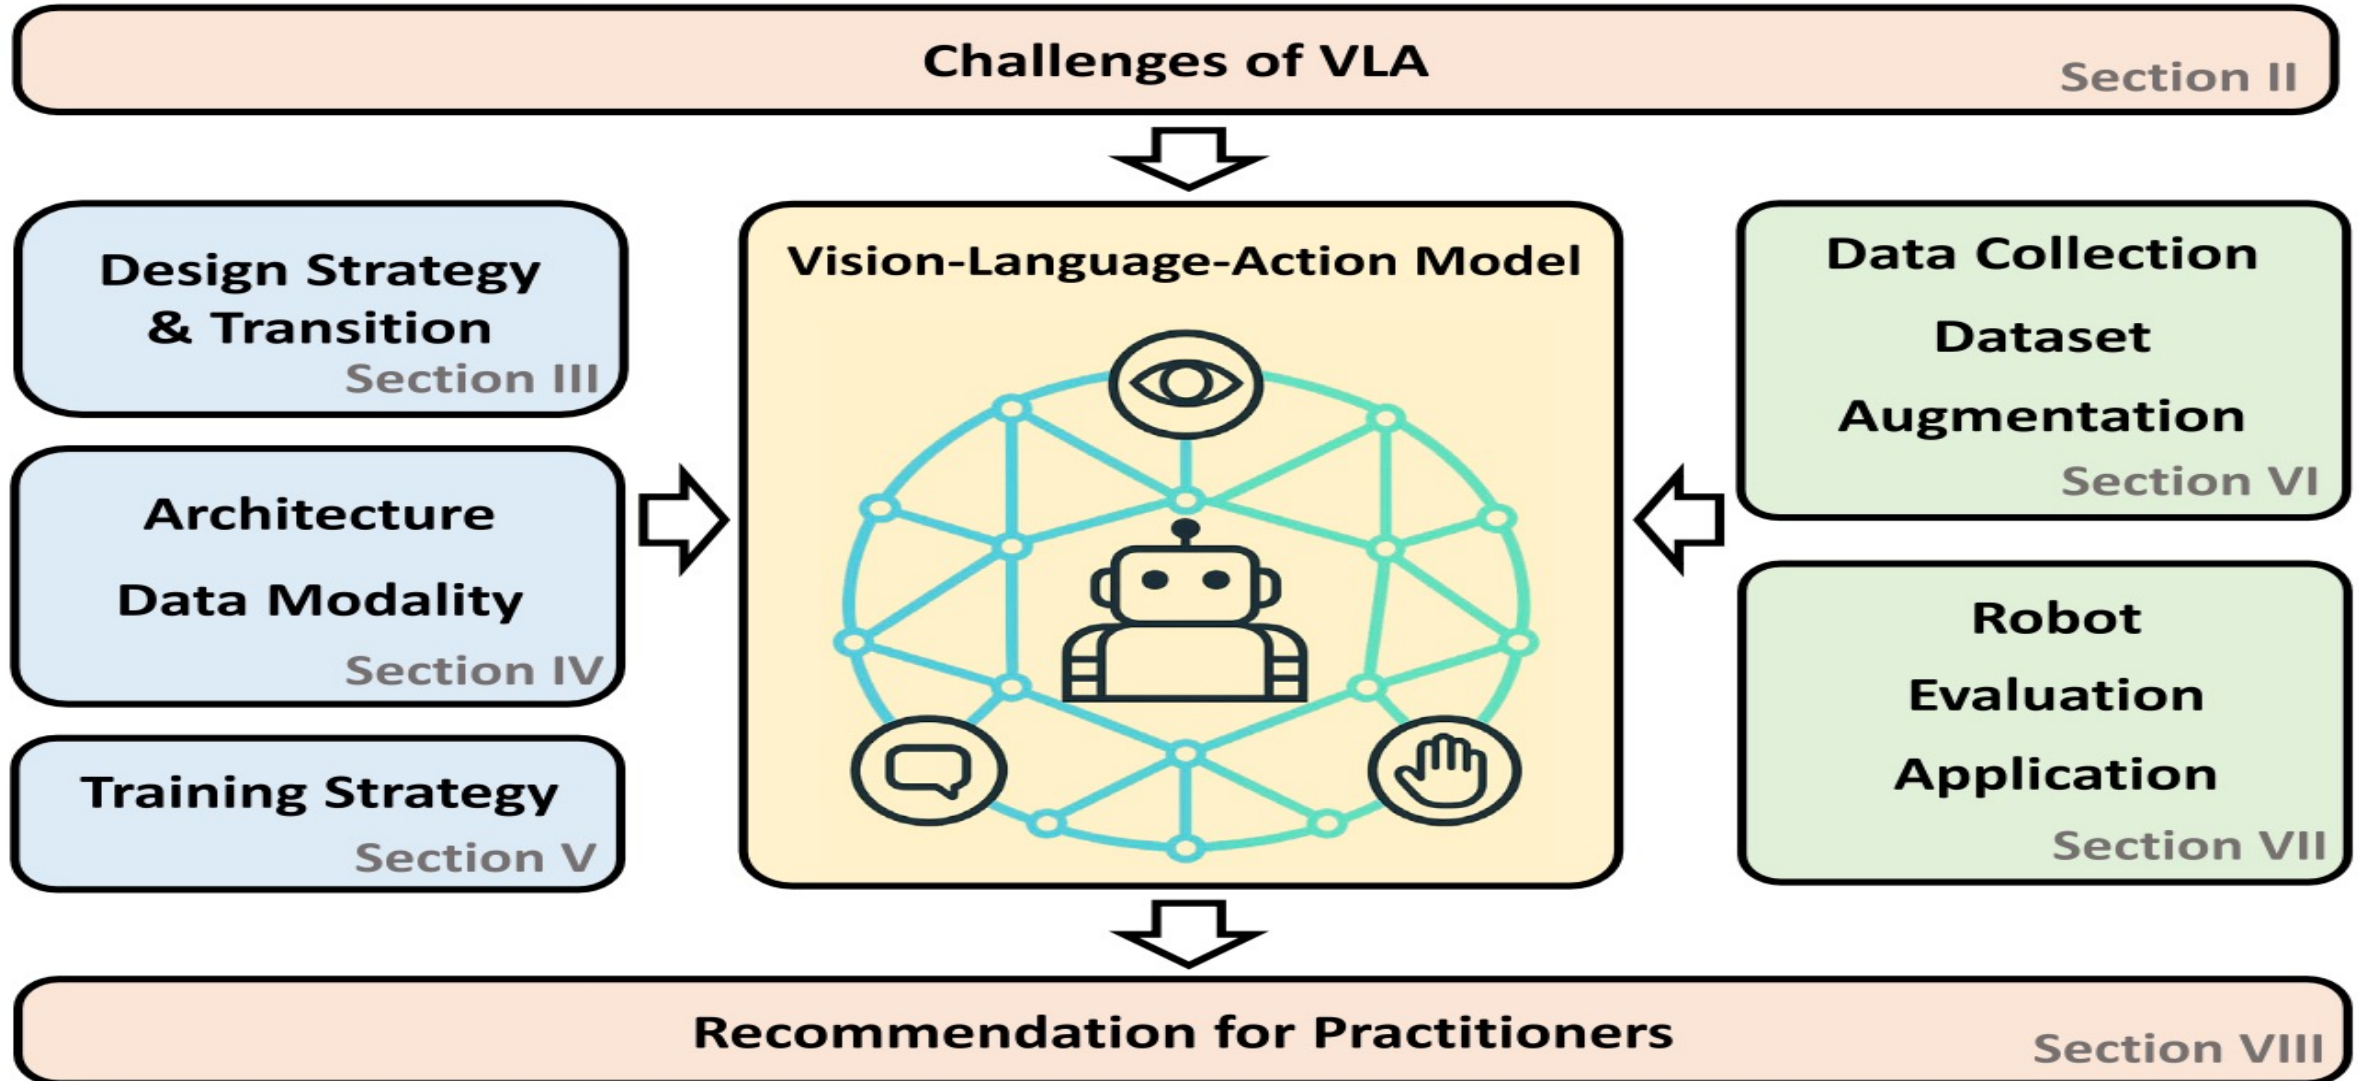 Challenges of VLA
Section II
Design Strategy
& Transition
Section III
Architecture
Data Modality
Section IV
Training Strategy
Section V
Vision-Language-Action Model
Data Collection
Dataset
Augmentation
Section VI
Robot
Evaluation
Application
Section VII
Recommendation for Practitioners
Section VIII